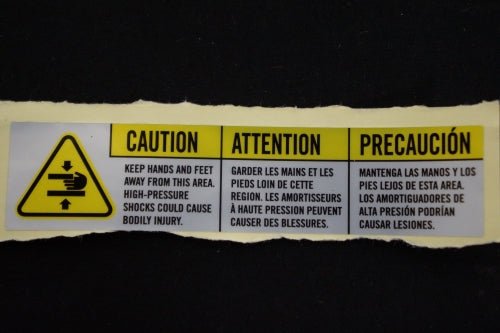 CAUTION
KEEP HANDS AND FEET
AWAY FROM THIS AREA.
HIGH-PRESSURE
SHOCKS COULD CAUSE
BODILY INJURY.
ATTENTION
GARDER LES MAINS ET LES
PIEDS LOIN DE CETTE
REGION. LES AMORTISSEURS
À HAUTE PRESSION PEUVENT
CAUSER DES BLESSURES.
PRECAUCIÓN
MANTENGA LAS MANOS Y LOS
PIES LEJOS DE ESTA AREA.
LOS AMORTIGUADORES DE
ALTA PRESIÓN PODRÍAN
CAUSAR LESIONES.